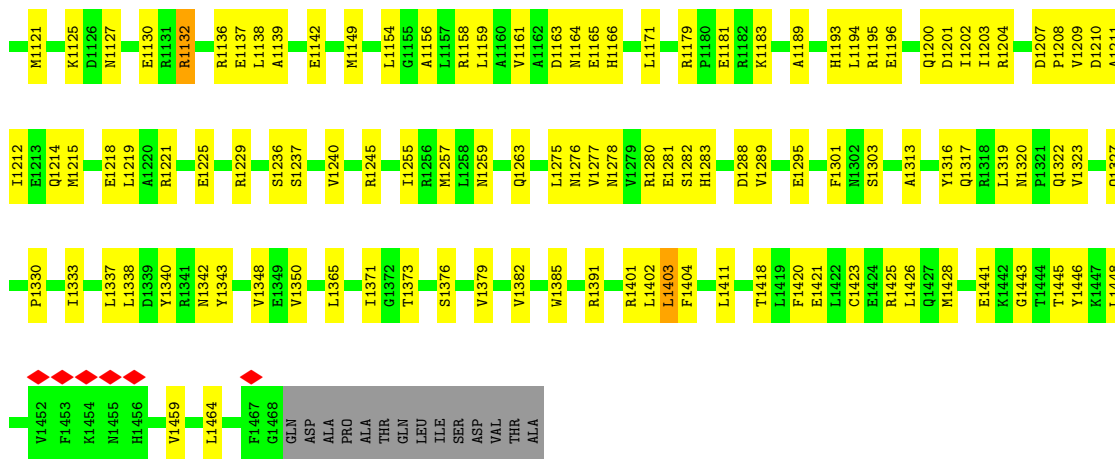 M1121 K1125 D1126 N1127 E1130 R1131 R1132 R1136 E1137 L1138 A1139 E1142 M1149 L1154 G1155 A1156 L1157 R1158 L1159 A1160 V1161 A1162 D1163 N1164 E1165 H1166 L1171 R1179 P1180 E1181 R1182 K1183 A1189 H1193 L1194 R1195 E1196 Q1200 D1201 I1202 I1203 R1204 D1207 P1208 V1209 D1210 A1211
I1212 E1213 Q1214 M1215 E1218 L1219 A1220 R1221 E1225 R1229 S1236 S1237 V1240 R1245 I1255 R1256 M1257 L1258 N1259 Q1263 L1275 N1276 V1277 N1278 V1279 R1280 E1281 S1282 H1283 D1288 V1289 E1295 F1301 N1302 S1303 A1313 Y1316 Q1317 R1318 L1319 N1320 P1321 Q1322 V1323
P1330 I1333 L1337 L1338 D1339 Y1340 R1341 N1342 Y1343 V1348 E1349 V1350 L1365 I1371 G1372 T1373 S1376 V1379 V1382 W1385 R1391 R1401 L1402 L1403 F1404 L1411 T1418 L1419 F1420 E1421 L1422 C1423 E1424 R1425 L1426 Q1427 M1428 E1441 K1442 G1443 T1444 T1445 Y1446 K1447 L1448
V1452 F1453 K1454 N1455 H1456 V1459 L1464 F1467 G1468 GLN ASP ALA PRO ALA THR GLN LEU ILE SER ASP VAL THR ALA